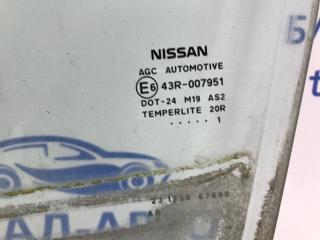 NISSAN
AGC AUTOMOTIVE
E6 43R-007951
DOT-24 M19 AS2
TEMPERLITE 20R
. . . . . 1